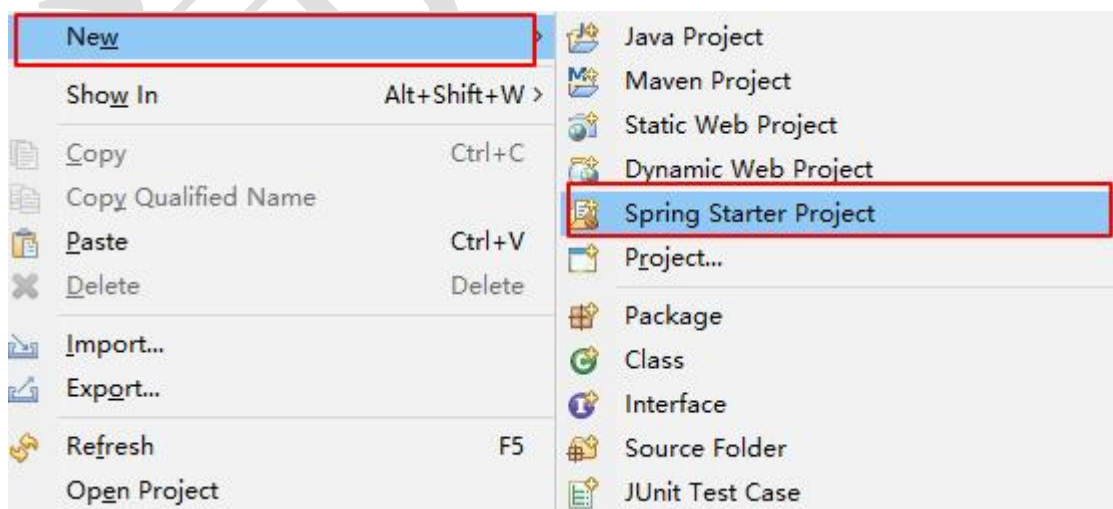 New
Show In Alt+Shift+W >
Copy Ctrl+C
Copy Qualified Name
Paste Ctrl+V
Delete Delete
Import...
Export...
Refresh F5
Open Project
Java Project
Maven Project
Static Web Project
Dynamic Web Project
Spring Starter Project
Project...
Package
Class
Interface
Source Folder
JUnit Test Case